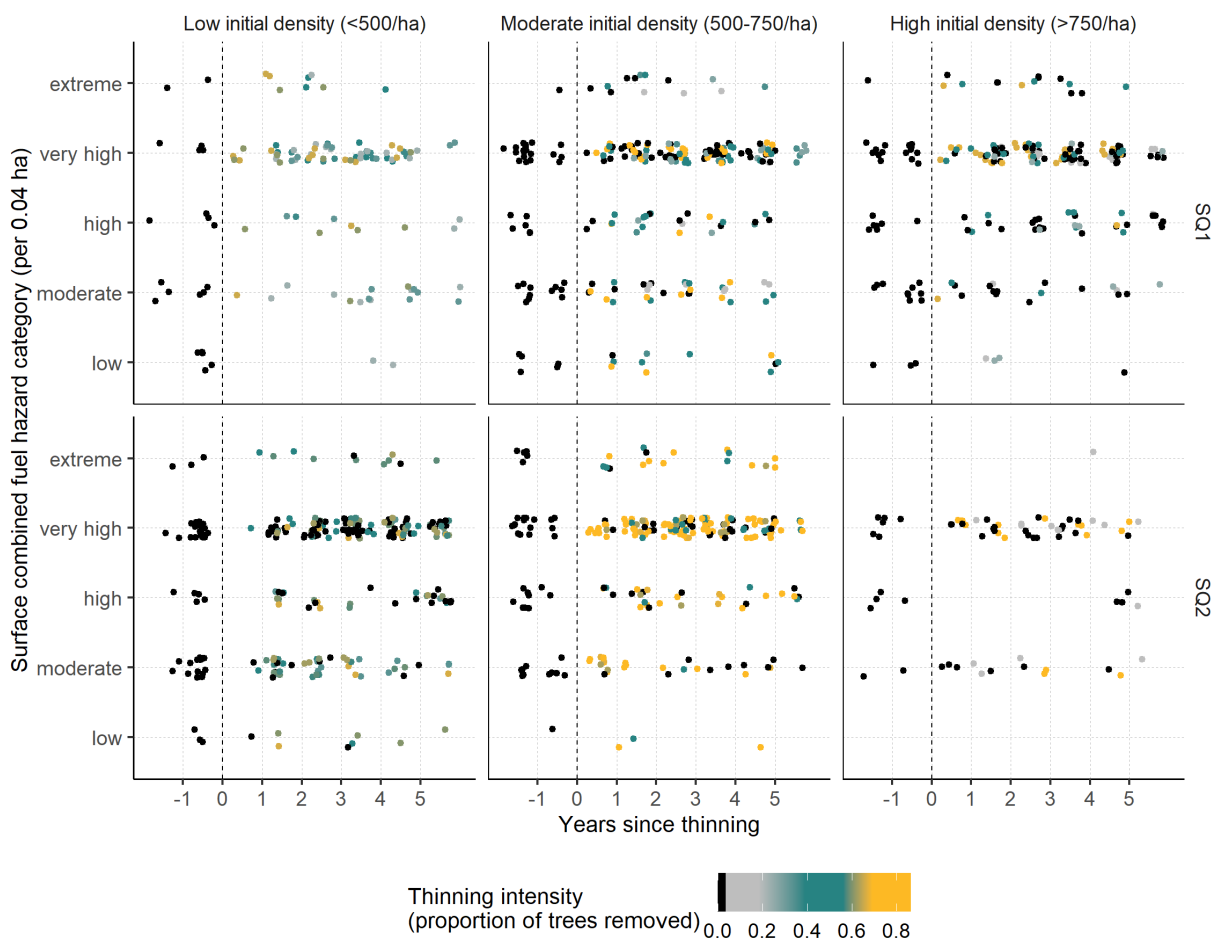 Low initial density (<500/ha)
Moderate initial density (500-750/ha)
High initial density (>750/ha)
Surface combined fuel hazard category (per 0.04 ha)
extreme
very high
high
moderate
low
SQ1
extreme
very high
high
moderate
low
SQ2
-1 0 1 2 3 4 5
-1 0 1 2 3 4 5
-1 0 1 2 3 4 5
Years since thinning
Thinning intensity
(proportion of trees removed)
0.0 0.2 0.4 0.6 0.8